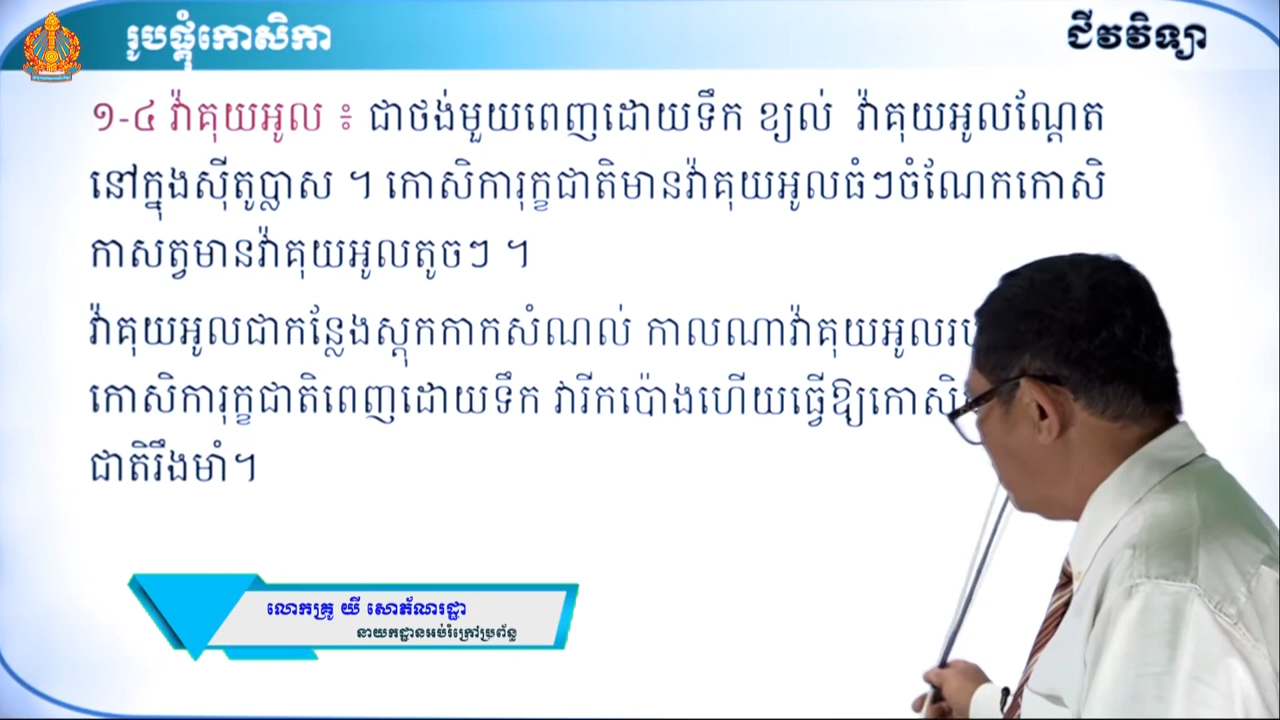 រូបផ្គុំកោសិកា
ជីវវិទ្យា
១-៤ វ៉ាគុយអូល ៖ ជាថង់មួយពេញដោយទឹក ខ្យល់ វ៉ាគុយអូលណ្ដែត
នៅក្នុងស៊ីតូប្លាស ។ កោសិការុក្ខជាតិមានវ៉ាគុយអូលធំៗចំណែកកោសិ
កាសត្វមានវ៉ាគុយអូលតូចៗ ។
វ៉ាគុយអូលជាកន្លែងស្តុកកាកសំណល់ កាលណាវ៉ាគុយអូល
កោសិការុក្ខជាតិពេញដោយទឹក វារីកប៉ោងហើយធ្វើឱ្យ
ជាតិរឹងមាំ។
លោកគ្រូ យី សោភ័ណរដ្ឋា
នាយកដ្ឋានអប់រំក្រៅប្រព័ន្ធ